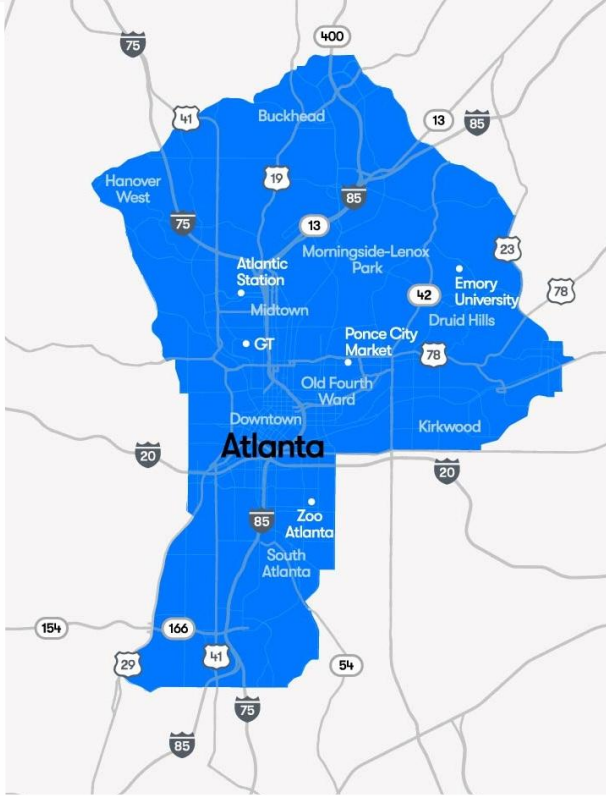 400
75
41
Buckhead
13
85
19
Hanover
West
85
75
13
23
Morningside-Lenox
Park
Atlantic
Station
Emory
University
78
42
Midtown
Druid Hills
GT
Ponce City
Market
78
Old Fourth
Ward
Downtown
Kirkwood
Atlanta
20
20
85
Zoo
Atlanta
South
Atlanta
154
166
29
41
54
75
85